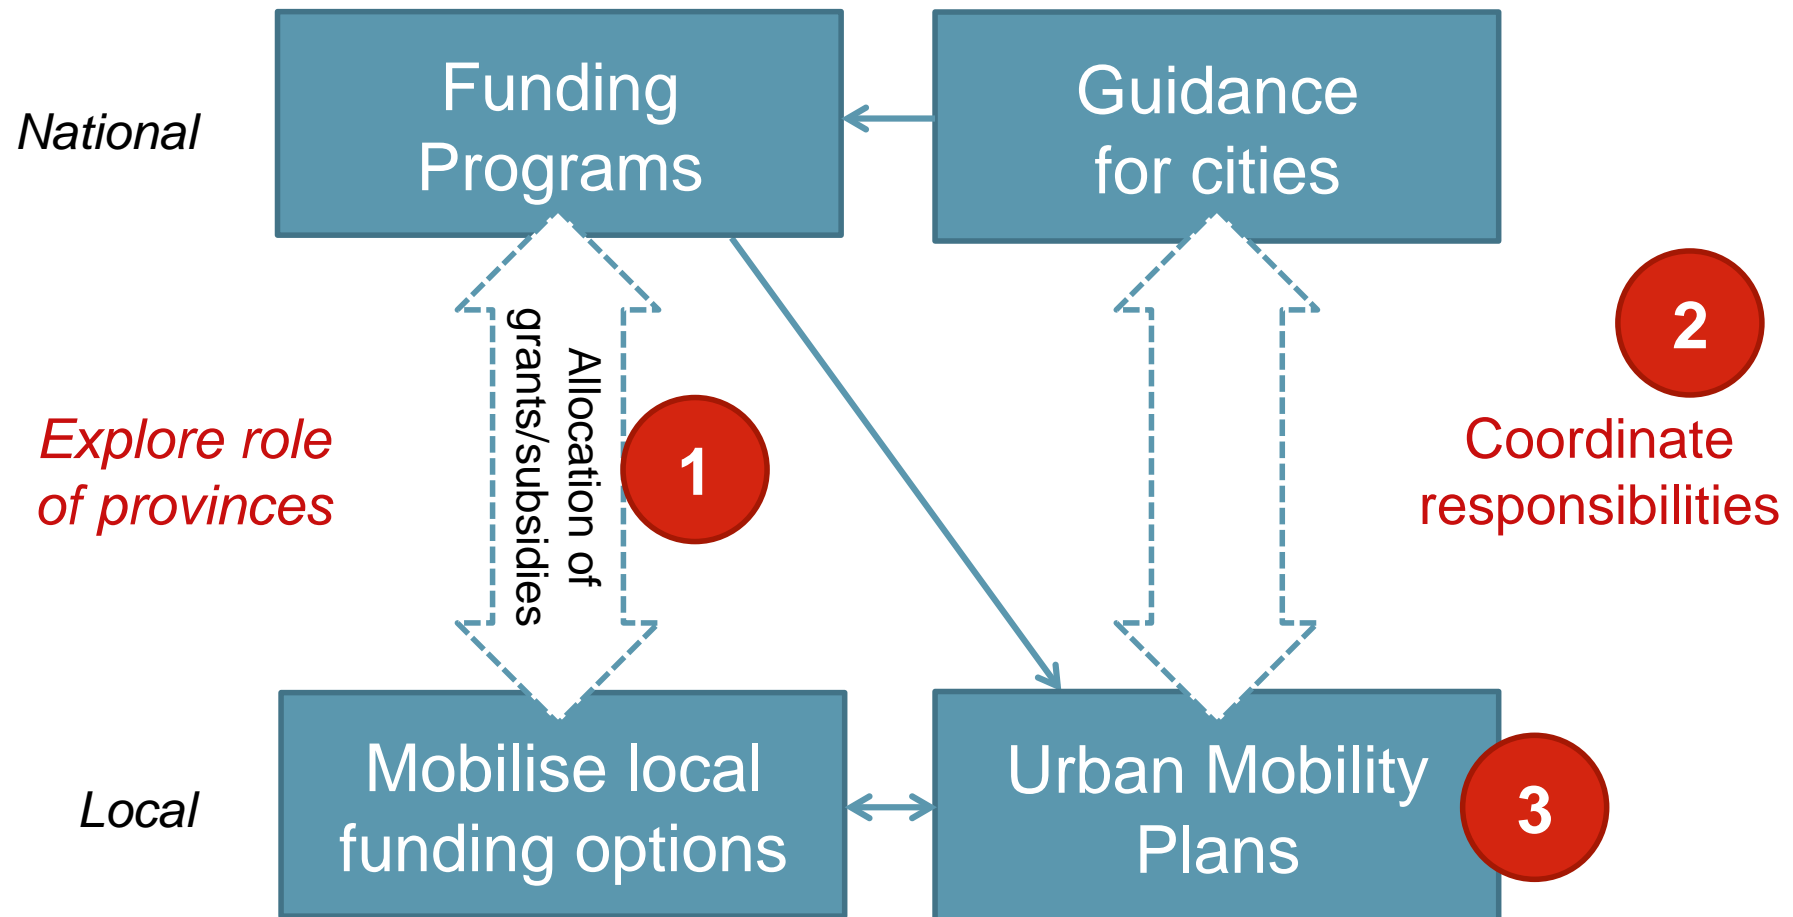 National
Funding
Programs
Guidance
for cities
Explore role
of provinces
Allocation of
grants/subsidies
1
2
Coordinate
responsibilities
Local
Mobilise local
funding options
Urban Mobility
Plans
3